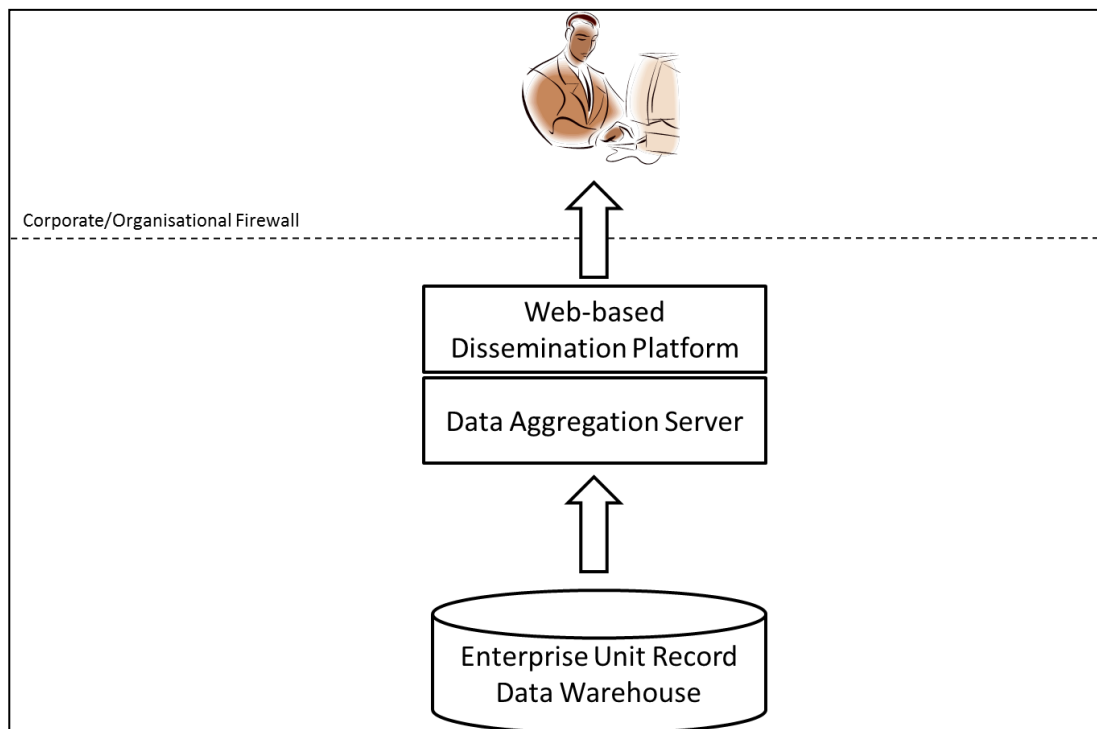 Corporate/Organisational Firewall
Web-based
Dissemination Platform
Data Aggregation Server
Enterprise Unit Record
Data Warehouse